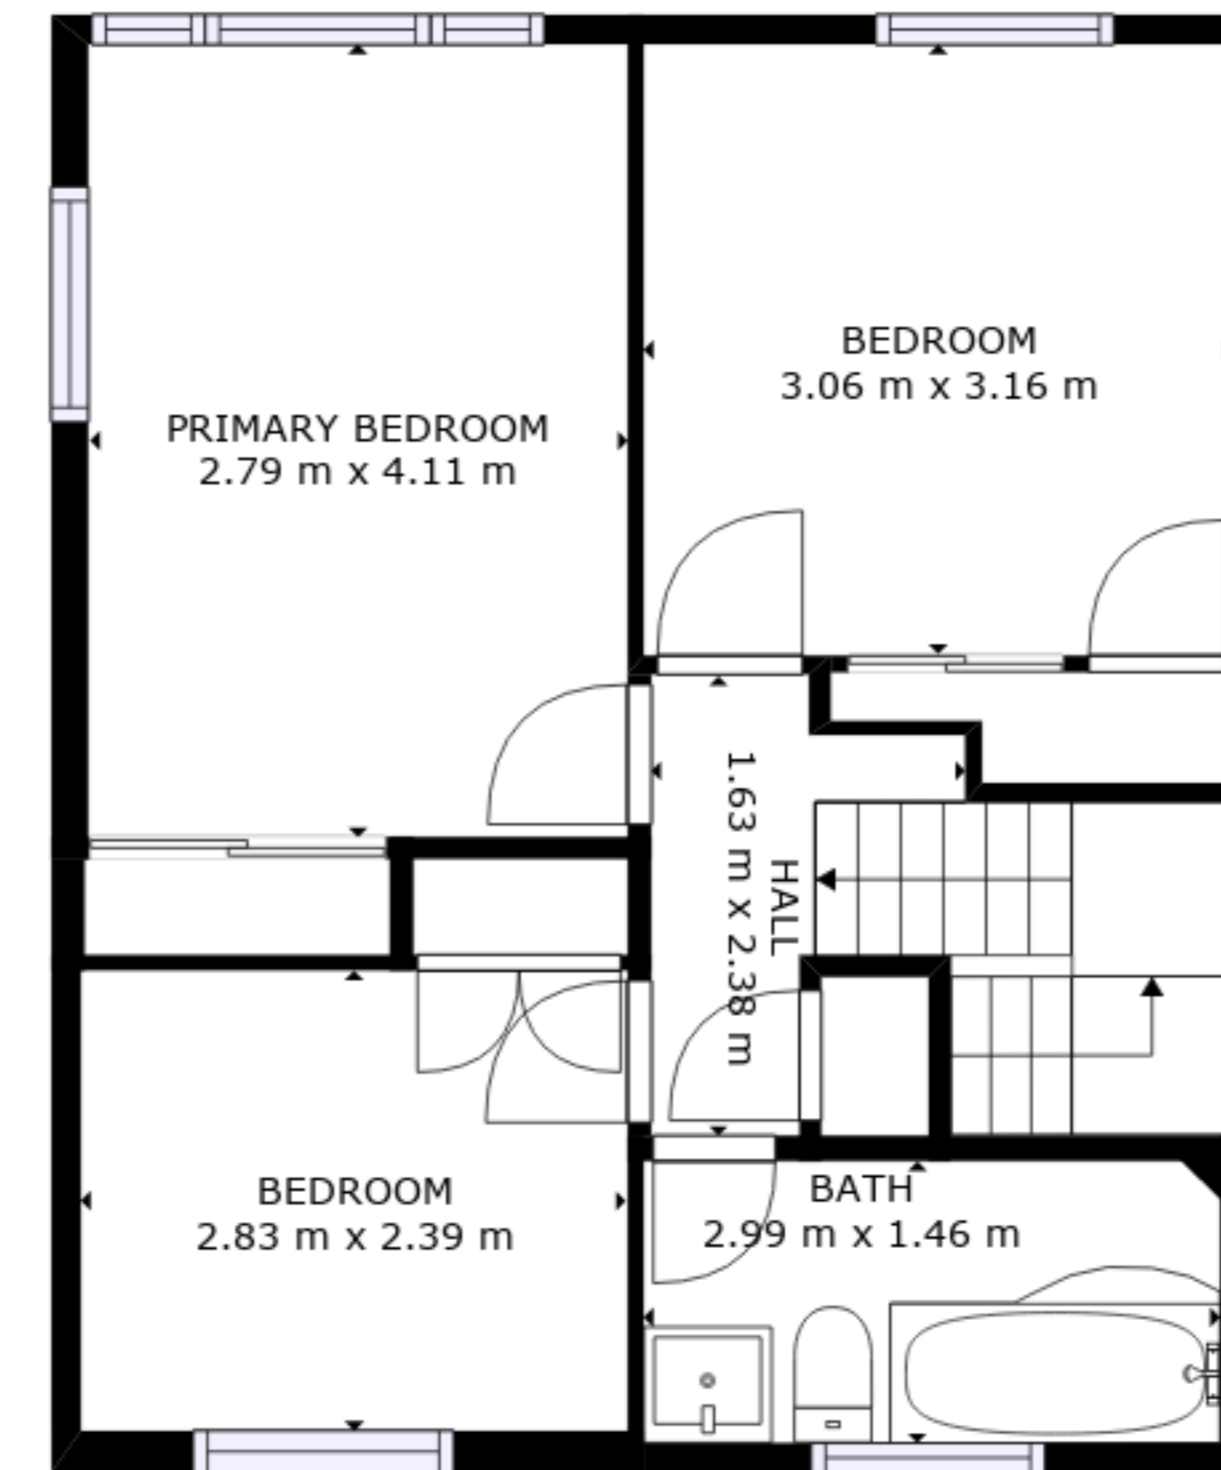 BEDROOM
3.06 m x 3.16 m
PRIMARY BEDROOM
2.79 m x 4.11 m
HALL
1.63 m x 2.38 m
BEDROOM
2.83 m x 2.39 m
BATH
2.99 m x 1.46 m